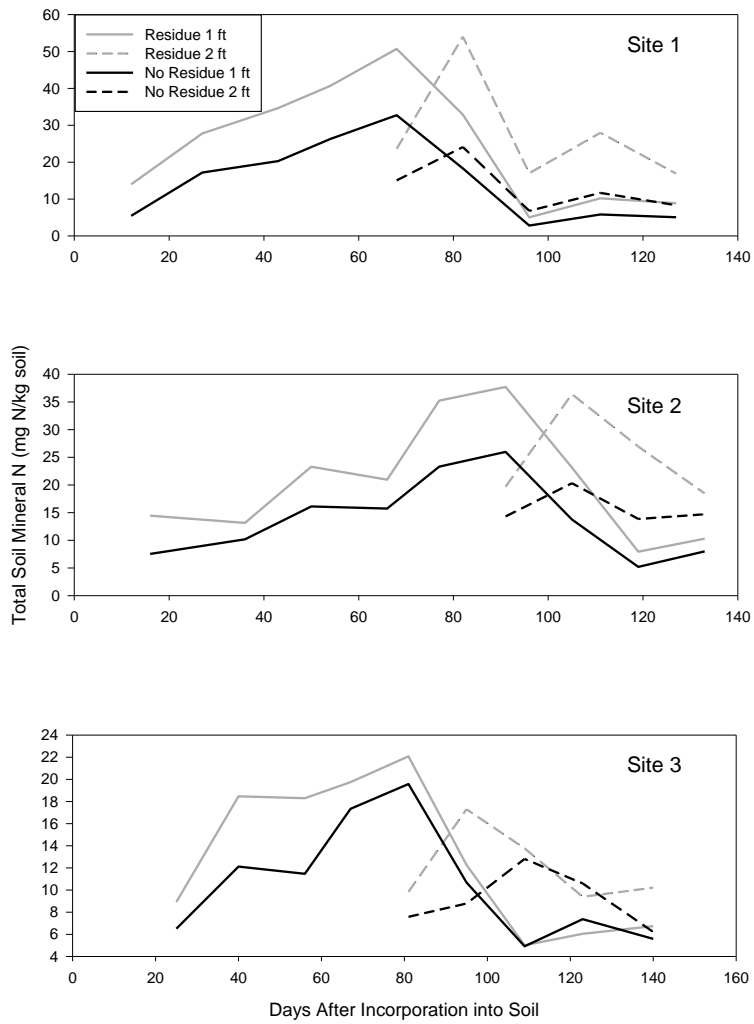 60
50
40
30
20
10
0
Residue 1 ft
Residue 2 ft
No Residue 1 ft
No Residue 2 ft
Site 1
0 20 40 60 80 100 120 140
Total Soil Mineral N (mg N/kg soil)
40
35
30
25
20
15
10
5
0
Site 2
0 20 40 60 80 100 120 140
24
22
20
18
16
14
12
10
8
6
4
Site 3
0 20 40 60 80 100 120 140 160
Days After Incorporation into Soil